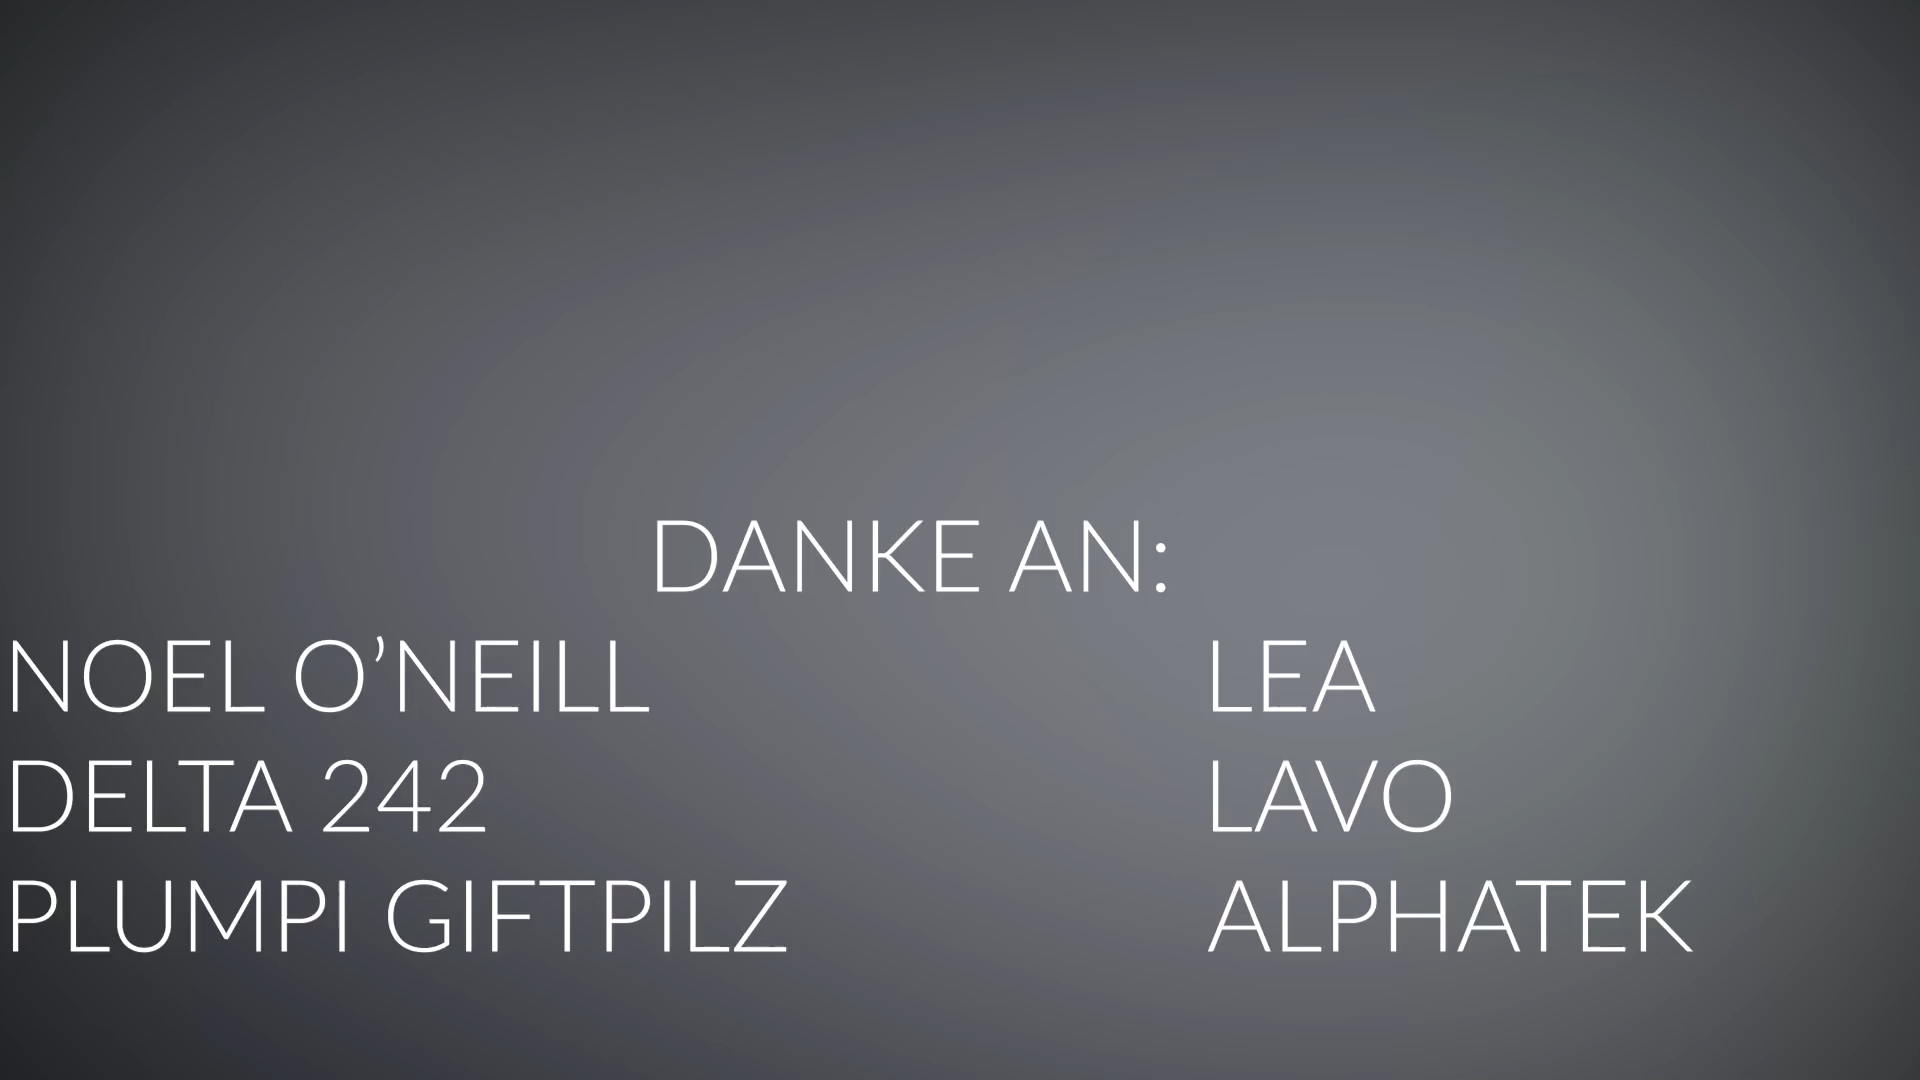 DANKE AN:
NOEL O’NEILL
LEA
DELTA 242
LAVO
PLUMPI GIFTPILZ
ALPHATEK